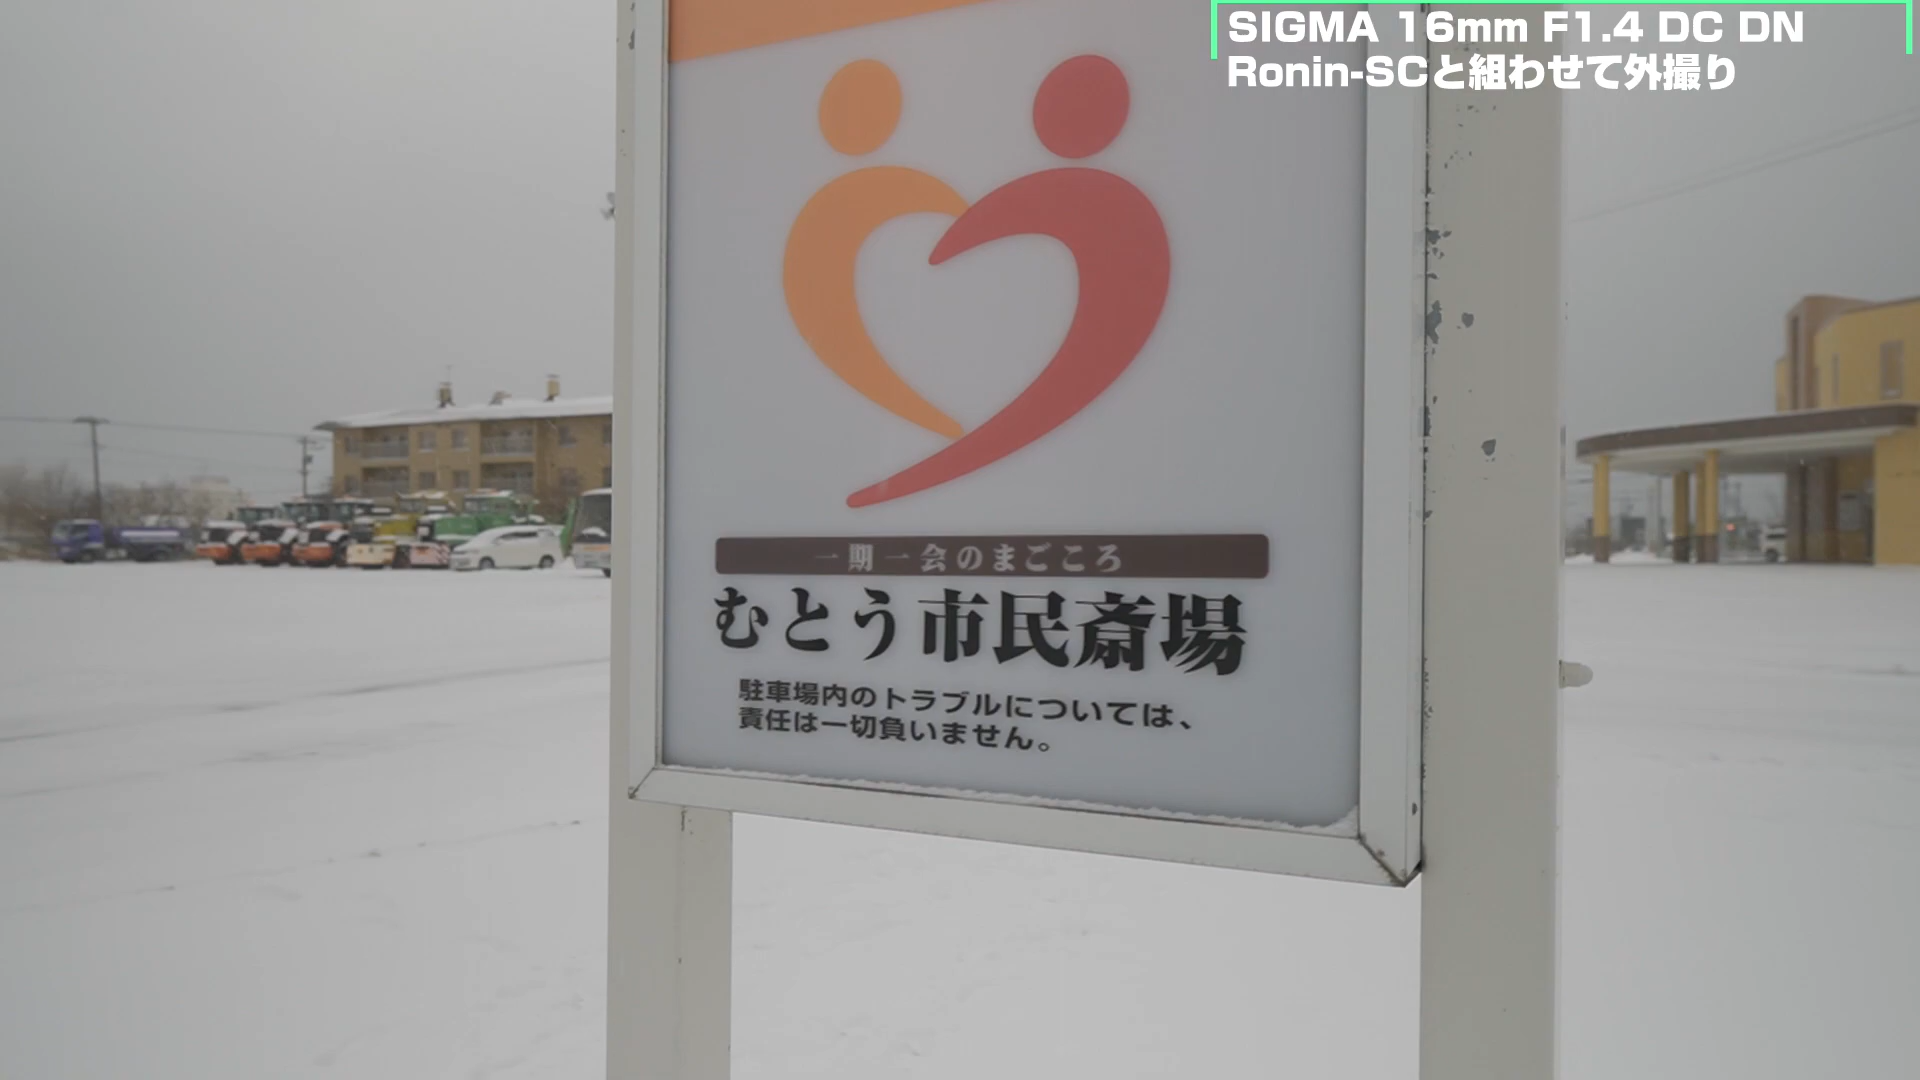 SIGMA 16mm F1.4 DC DN
Ronin-SCと組わせて外撮り
一期一会のまごころ
むとう市民斎場
駐車場内のトラブルについては、
責任は一切負いません。